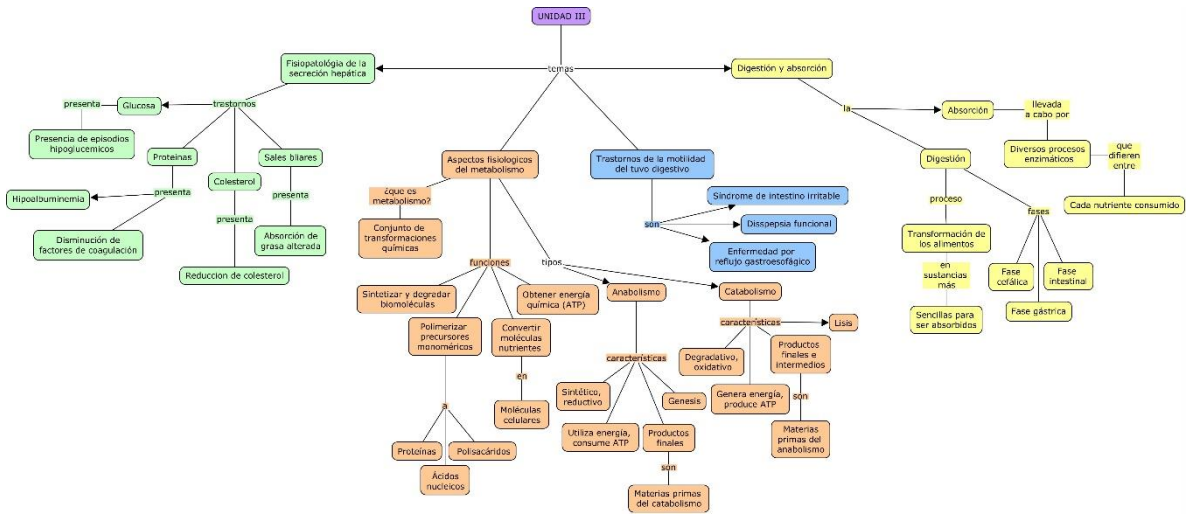 UNIDAD III
temas
Fisiopatológia de la
secreción hepática
trastornos
Glucosa
presenta
Presencia de episodios
hipoglucemicos
Proteinas
presenta
Hipoalbuminemia
Disminución de
factores de coagulación
Colesterol
presenta
Reduccion de colesterol
Sales bliares
presenta
Absorción de
grasa alterada
Aspectos fisiologicos
del metabolismo
¿que es
metabolismo?
Conjunto de
transformaciones
químicas
funciones
Sintetizar y degradar
biomoléculas
Polimerizar
precursores
monoméricos
a
Proteínas
Ácidos
nucleicos
Polisacáridos
Convertir
moléculas
nutrientes
en
Moléculas
celulares
Obtener energía
química (ATP)
tipos
Anabolismo
características
Sintético,
reductivo
Utiliza energía,
consume ATP
Productos
finales
son
Materias primas
del catabolismo
Genesis
Catabolismo
características
Lisis
Degradativo,
oxidativo
Genera energía,
produce ATP
Productos
finales e
intermedios
son
Materias
primas del
anabolismo
Trastornos de la motilidad
del tuvo digestivo
son
Síndrome de intestino irritable
Disspepsia funcional
Enfermedad por
reflujo gastroesofágico
Digestión y absorción
la
Absorción
llevada
a cabo por
Diversos procesos
enzimáticos
que
difieren
entre
Cada nutriente consumido
Digestión
proceso
Transformación de
los alimentos
en
sustancias
más
Sencillas para
ser absorbidos
fases
Fase
cefálica
Fase gástrica
Fase
intestinal